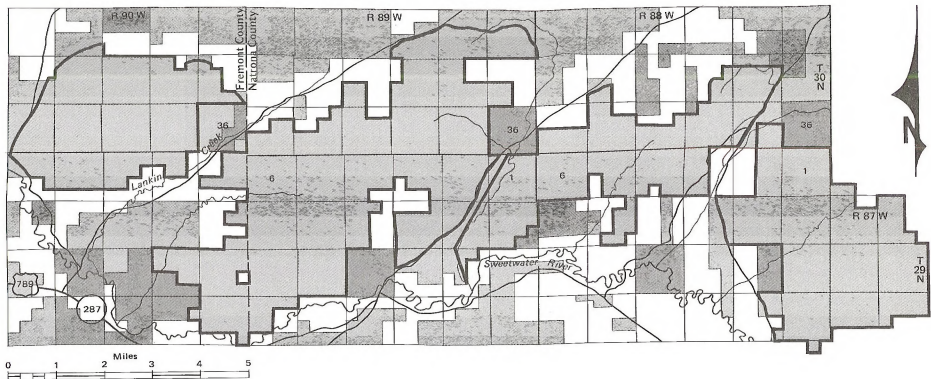 R 90 W
R 89 W
R 88 W
Fremont County
Natrona County
T
30
N
N
36
36
36
Creek
Lankin
6
1
6
1
R 87 W
Sweetwater River
T
29
N
789
287
Miles
0 1 2 3 4 5